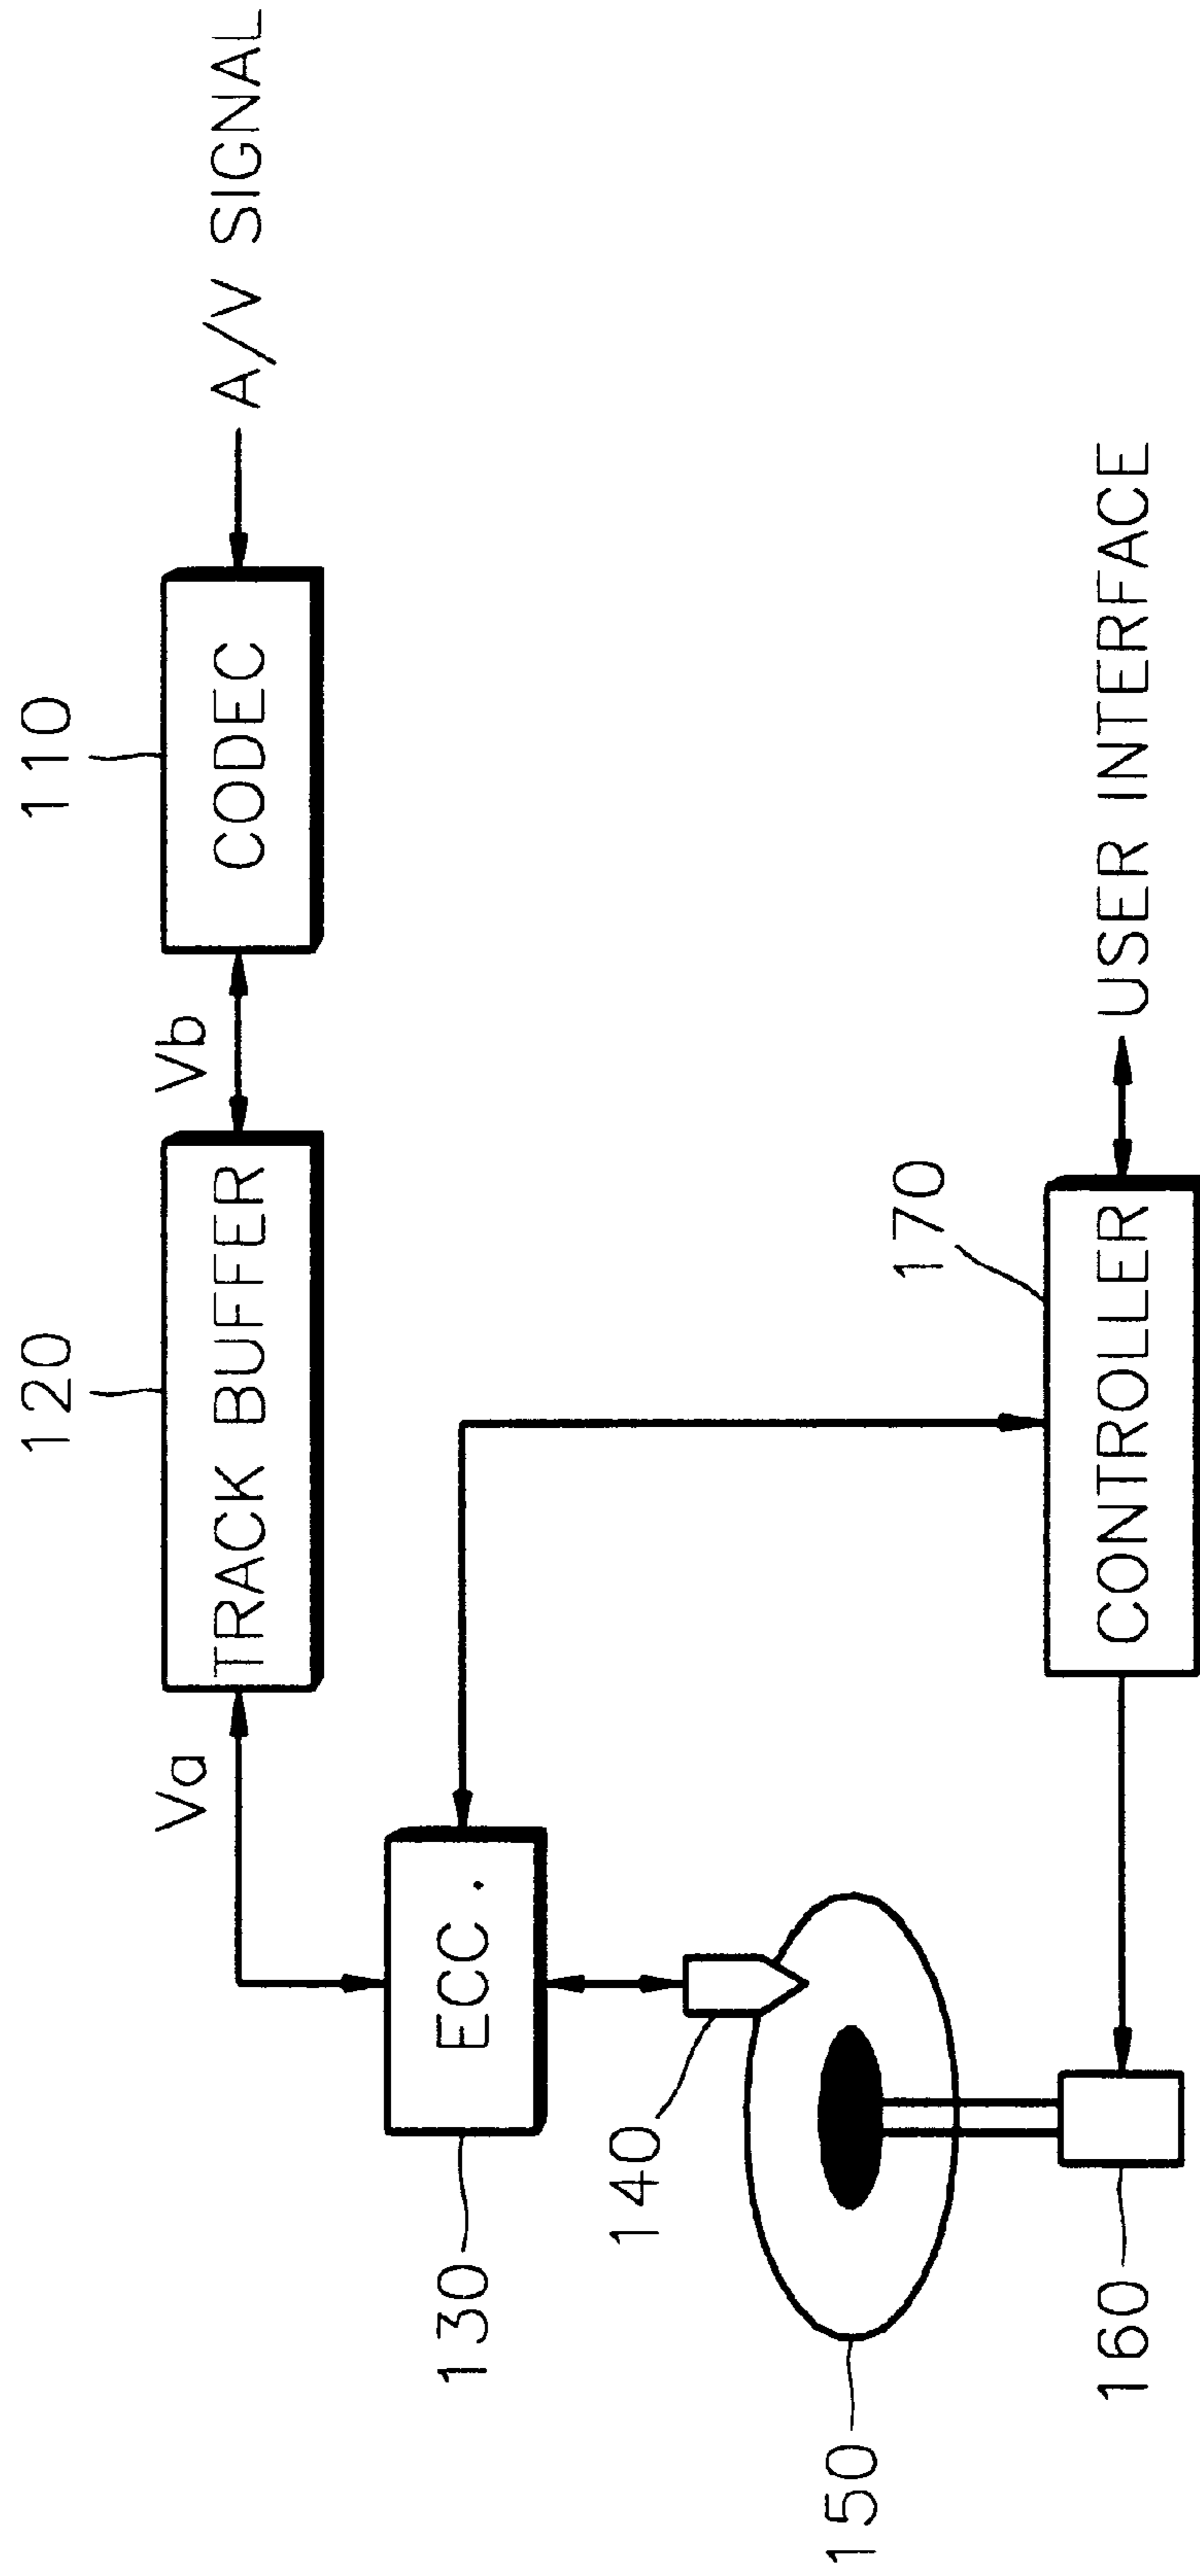 120
110
Va
TRACK BUFFER
Vb
CODEC
A/V SIGNAL
130
ECC.
140
150
170
160
CONTROLLER
USER INTERFACE